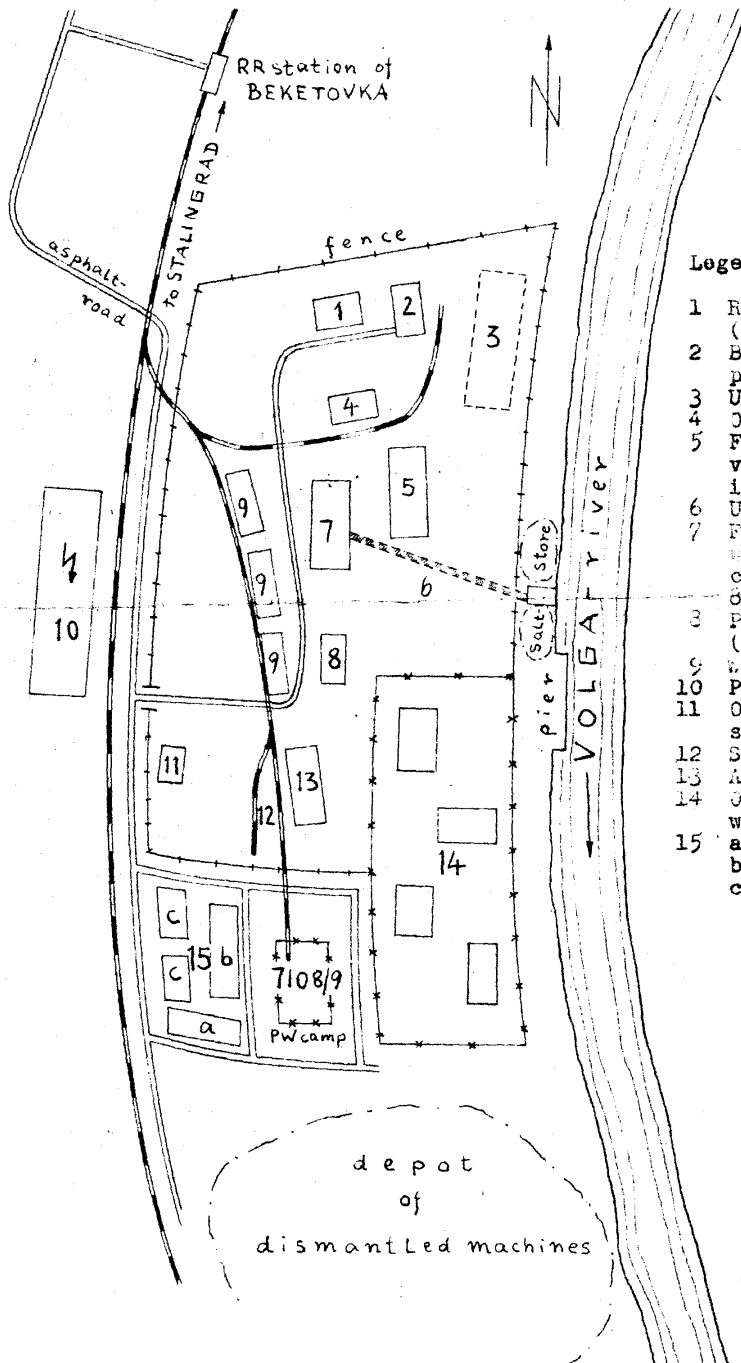 RR station of
BEKETOVKA
N
to STALINGRAD
asphalt-
road
fence
1
2
3
4
5
9
7
6
Store
Salt-
10
9
9
8
pier
VOLGA river
11
12
13
14
c
15 b
c
a
7108/9
PW camp
depot
of
dismantled machines
Lege
1 R
(
2 B
p
3 U
4
5 F
v
i
6 U
7 F
c
8 P
(
9
10 P
11 O
s
12 S
13 A
14
w
15 a
b
c